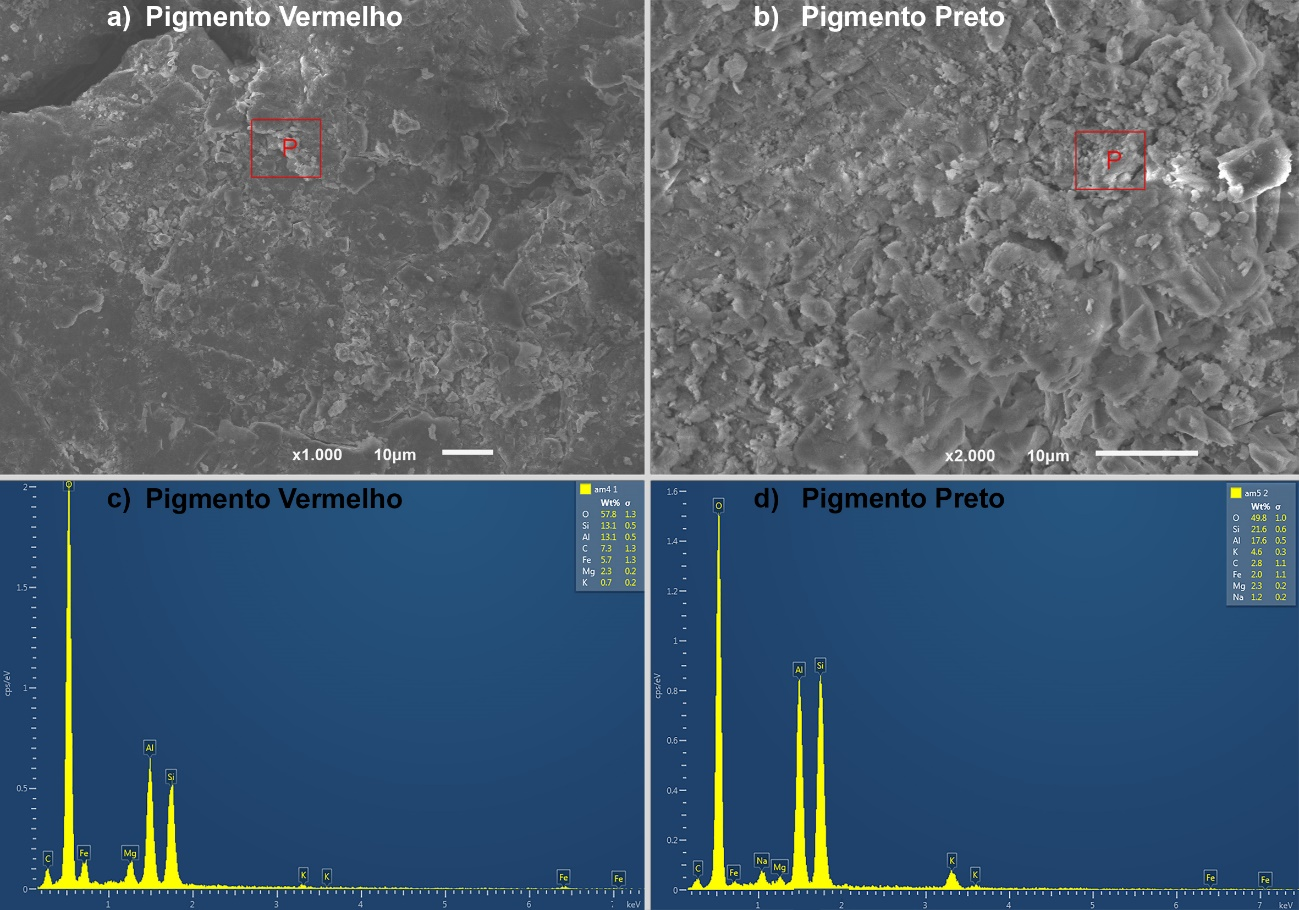 a) Pigmento Vermelho
P
x1.000 10µm
b) Pigmento Preto
P
x2.000 10µm
c) Pigmento Vermelho
am4 1
Wt% σ
O 57.8 1.3
Si 13.1 0.5
Al 13.1 0.5
C 7.3 1.3
Fe 5.7 1.3
Mg 2.3 0.2
K 0.7 0.2
2
1.5
1
0.5
0
cps/eV
O
C
Fe
Mg
Al
Si
K
K
Fe
Fe
1 2 3 4 5 6 7 keV
d) Pigmento Preto
am5 2
Wt% σ
O 49.8 1.0
Si 21.6 0.6
Al 17.6 0.5
K 4.6 0.3
C 2.8 1.1
Fe 2.0 1.1
Mg 2.3 0.2
Na 1.2 0.2
1.6
1.4
1.2
1
0.8
0.6
0.4
0.2
0
cps/eV
O
C
Fe
Na
Mg
Al
Si
K
K
Fe
Fe
1 2 3 4 5 6 7 keV